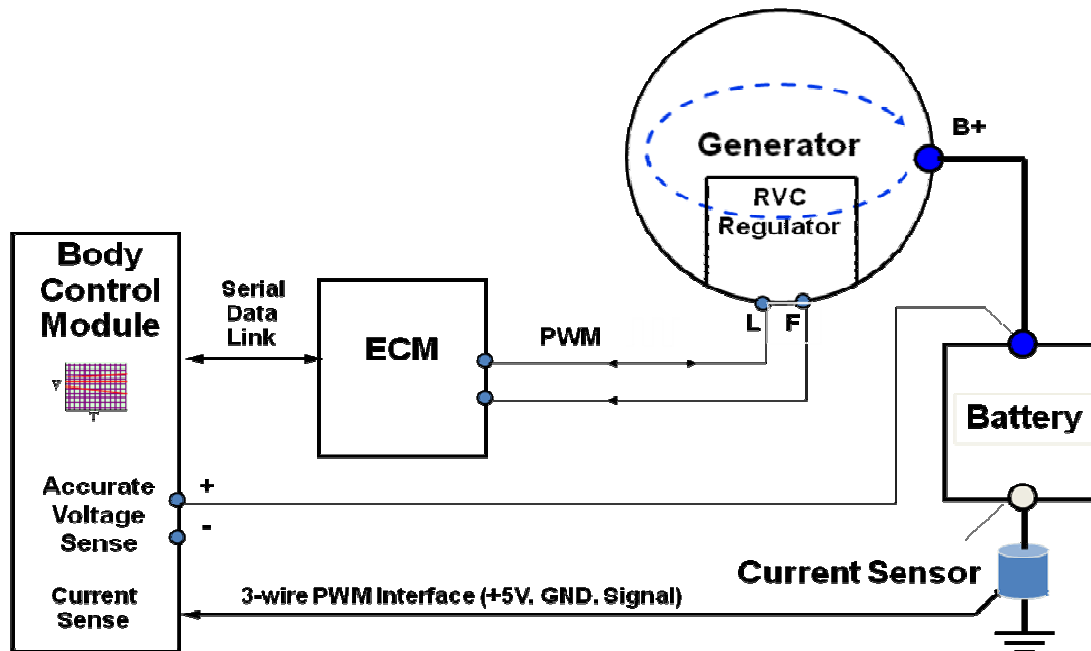 B+
Generator
RVC
Regulator
L
F
Body
Control
Module
V
T
Serial
Data
Link
ECM
PWM
Battery
Accurate
Voltage
Sense
+
-
Current Sensor
Current
Sense
3-wire PWM Interface (+5V. GND. Signal)